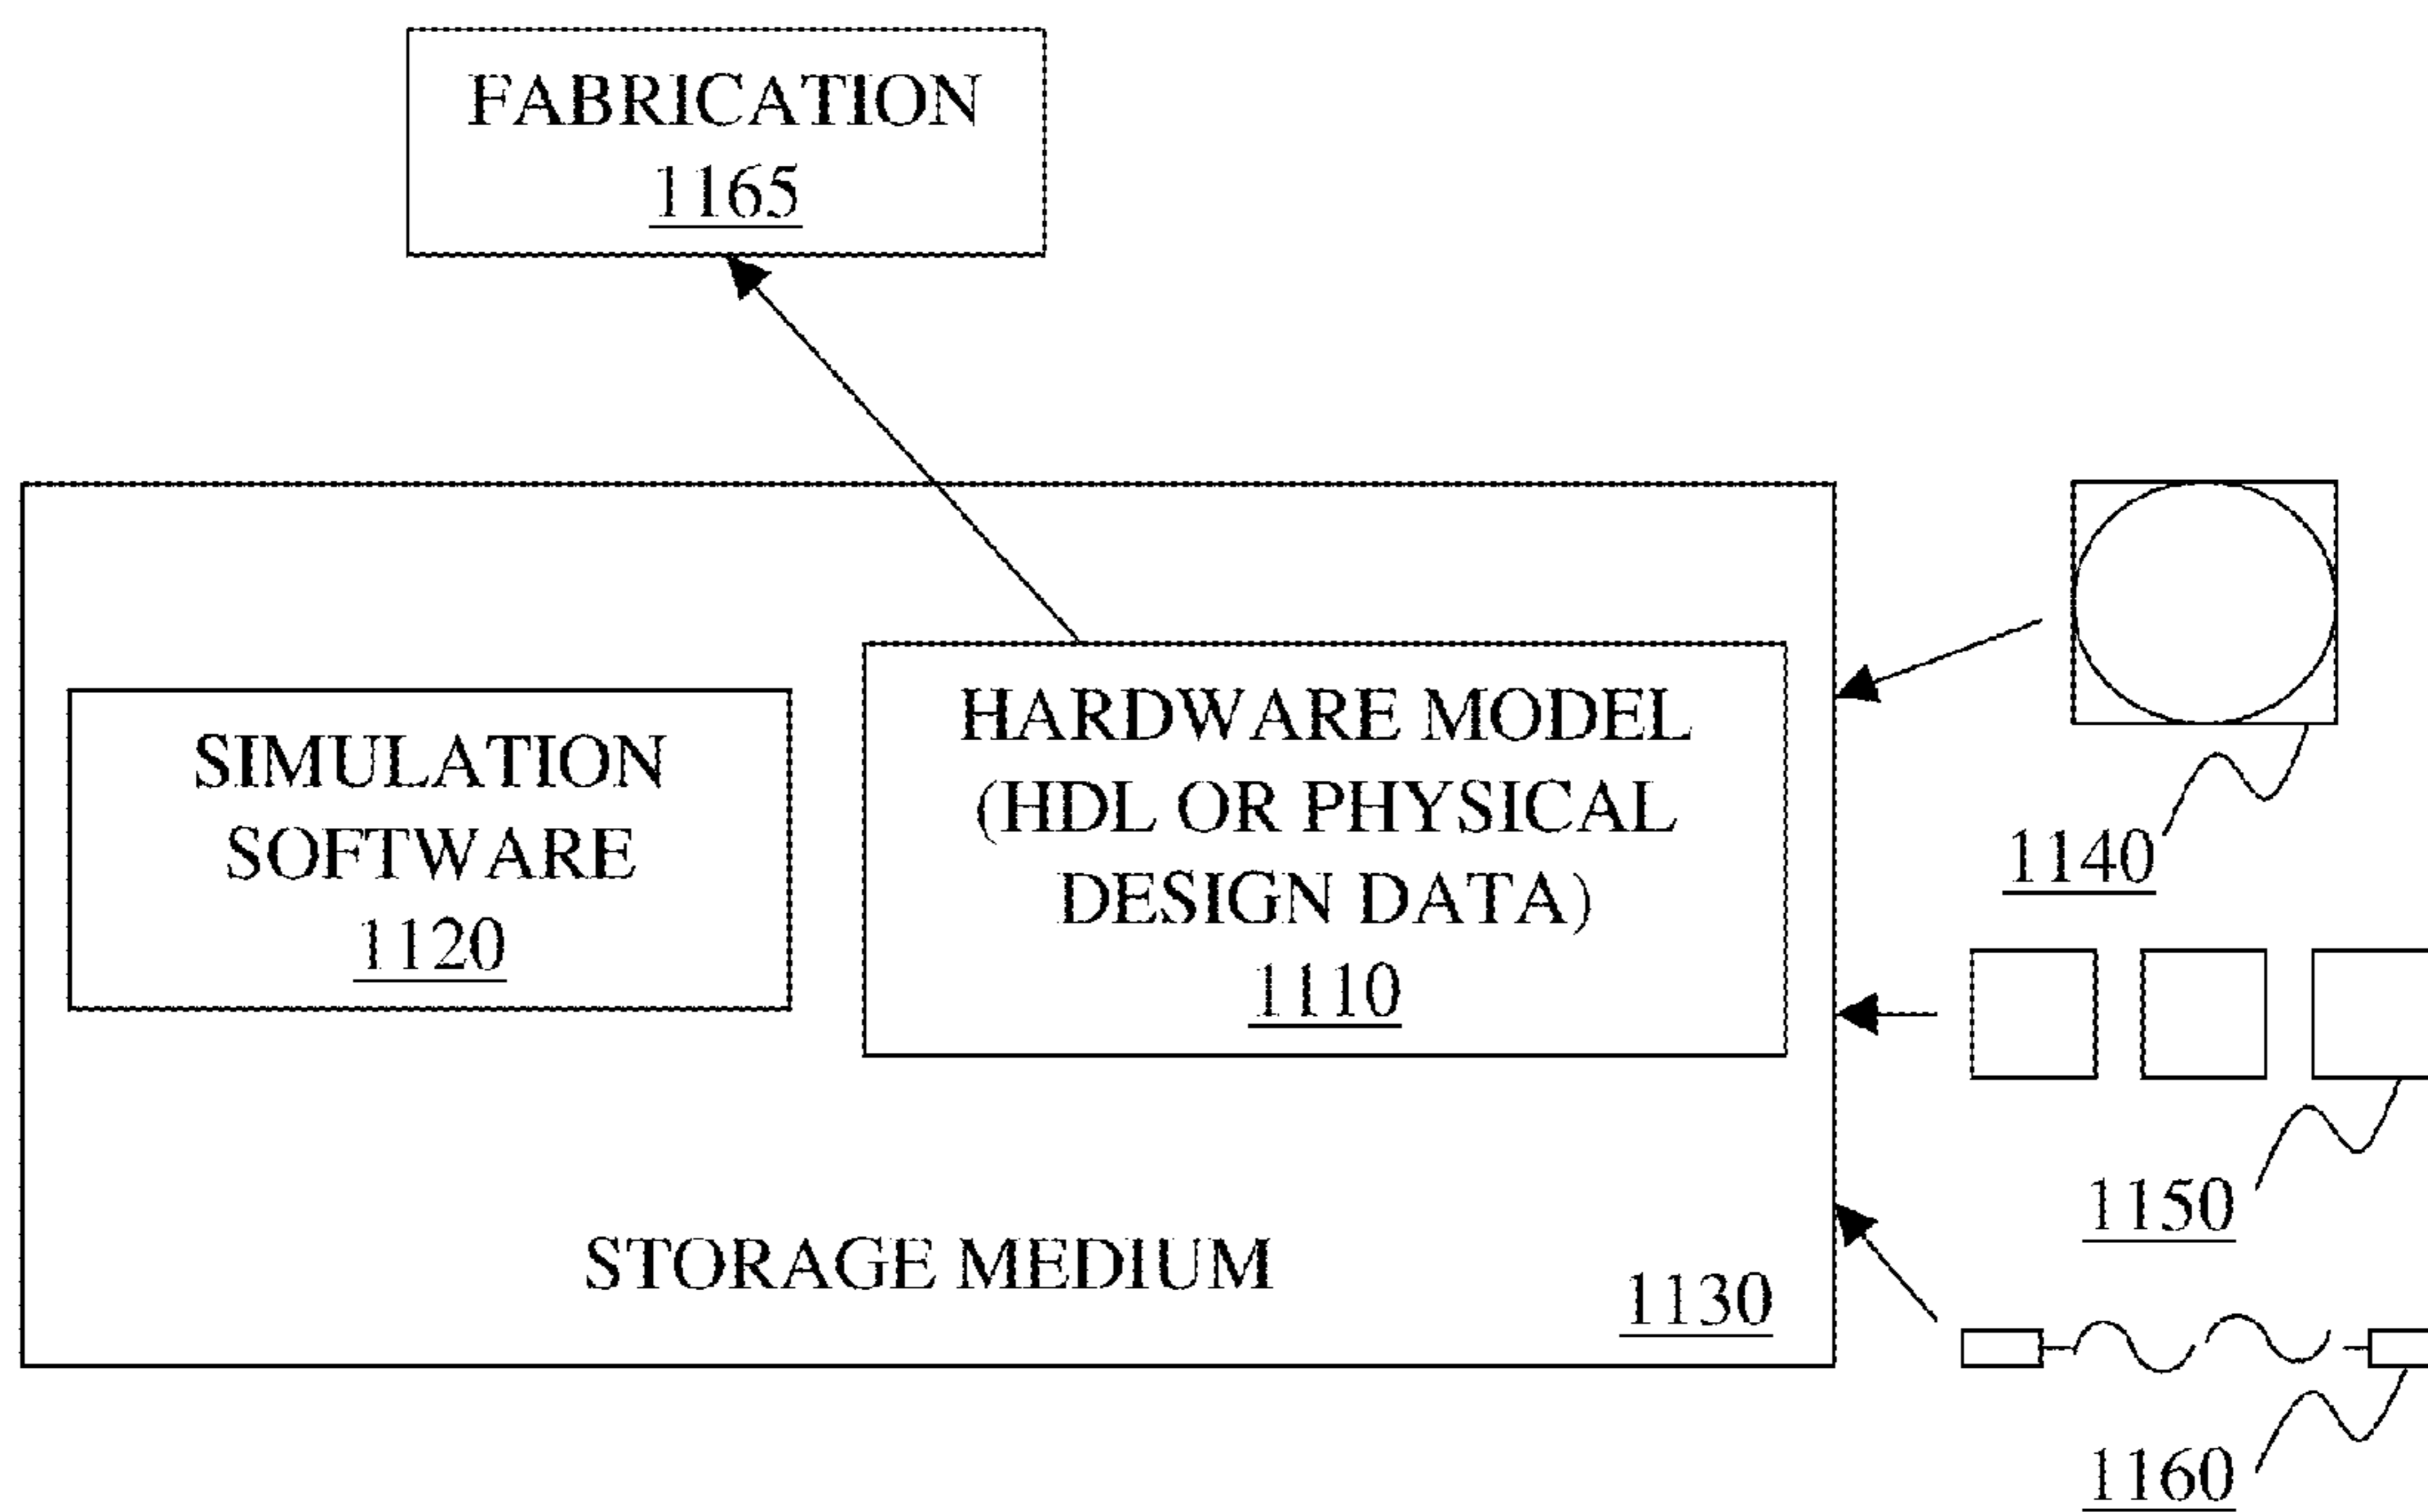 FABRICATION
1165
SIMULATION
SOFTWARE
1120
HARDWARE MODEL
(HDL OR PHYSICAL
DESIGN DATA)
1110
STORAGE MEDIUM
1130
1140
1150
1160